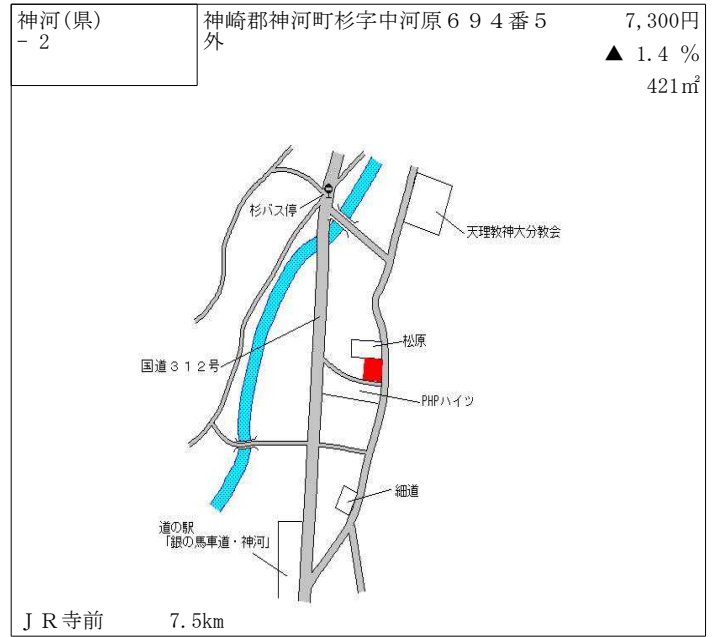 神河(県)
- 2
神崎郡神河町杉字中河原６９４番５
外
7,300円
▲ 1.4 %
421㎡
杉バス停
天理教神大分教会
松原
国道３１２号
PHPハイツ
細道
道の駅
「銀の馬車道・神河」
ＪＲ寺前 7.5km